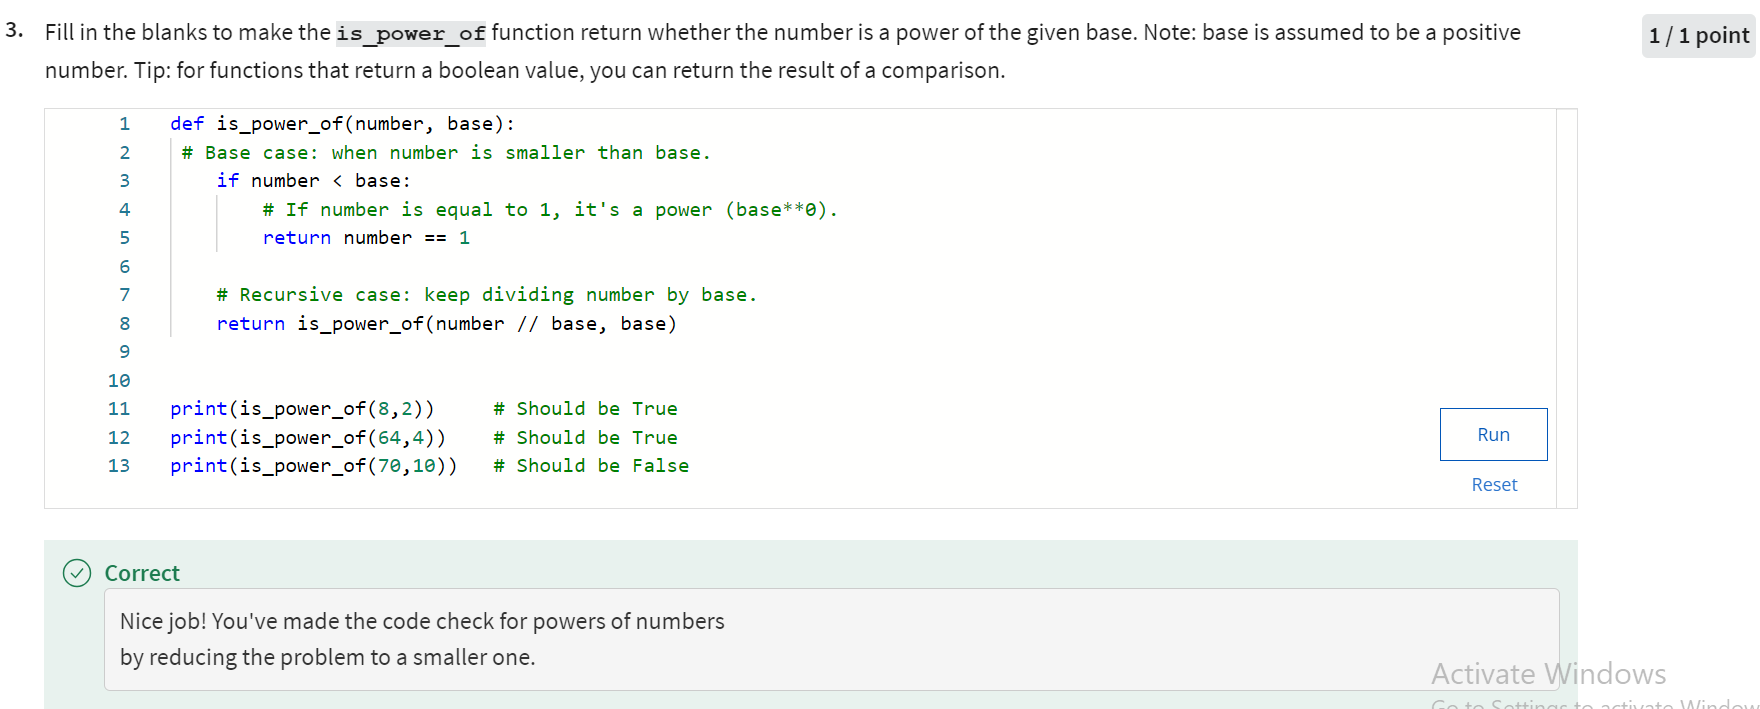 3. Fill in the blanks to make the is_power_of function return whether the number is a power of the given base. Note: base is assumed to be a positive
number. Tip: for functions that return a boolean value, you can return the result of a comparison.
1 / 1 point
1 def is_power_of(number, base):
2  # Base case: when number is smaller than base.
3     if number < base:
4         # If number is equal to 1, it's a power (base**0).
5         return number == 1
6
7     # Recursive case: keep dividing number by base.
8     return is_power_of(number // base, base)
9
10
11 print(is_power_of(8,2))     # Should be True
12 print(is_power_of(64,4))    # Should be True
13 print(is_power_of(70,10))   # Should be False
Run
Reset
Correct
Nice job! You've made the code check for powers of numbers
by reducing the problem to a smaller one.
Activate Windows
Go to Settings to activate Window